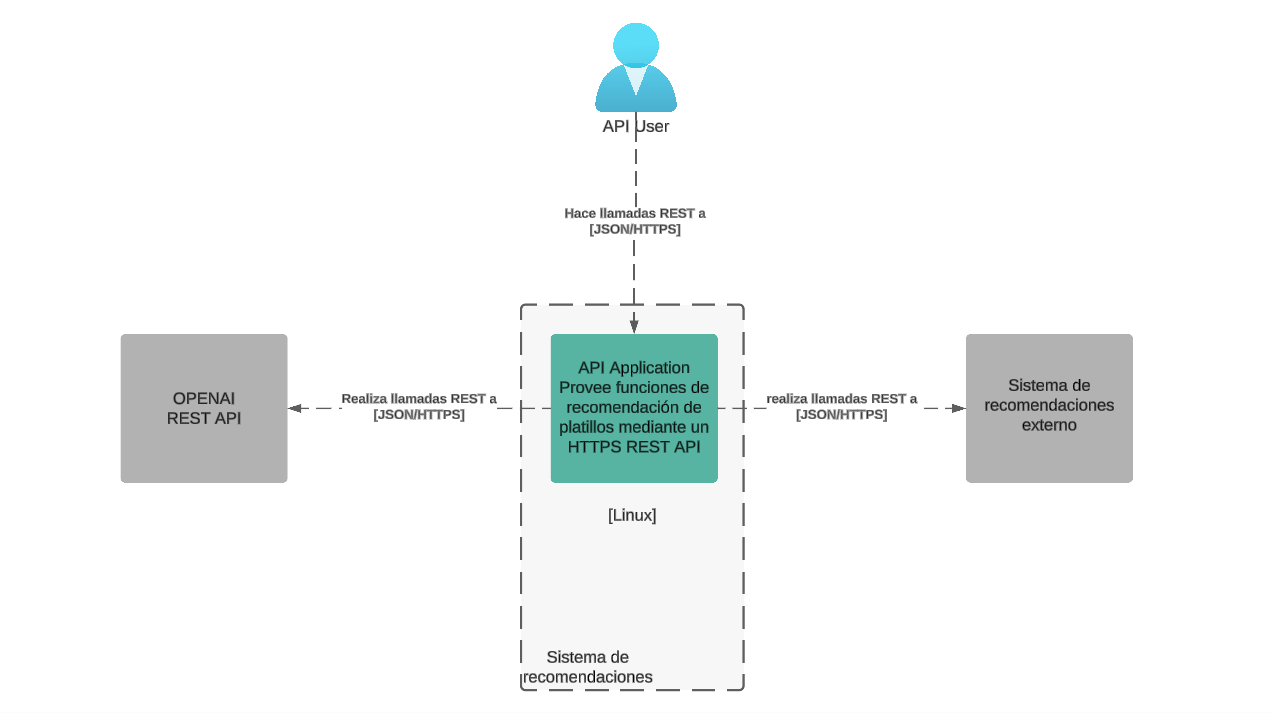 API User
Hace llamadas REST a
[JSON/HTTPS]
OPENAI
REST API
Realiza llamadas REST a
[JSON/HTTPS]
API Application
Provee funciones de
recomendación de
platillos mediante un
HTTPS REST API
realiza llamadas REST a
[JSON/HTTPS]
Sistema de
recomendaciones
externo
[Linux]
Sistema de
recomendaciones